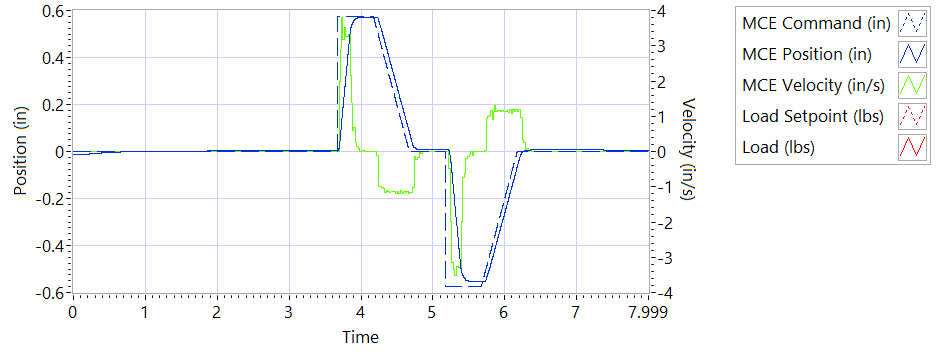 0.6
0.4
0.2
0
-0.2
-0.4
-0.6
Position (in)
4
3
2
1
0
-1
-2
-3
-4
Velocity (in/s)
0 1 2 3 4 5 6 7 7.999
Time
MCE Command (in)
MCE Position (in)
MCE Velocity (in/s)
Load Setpoint (lbs)
Load (lbs)